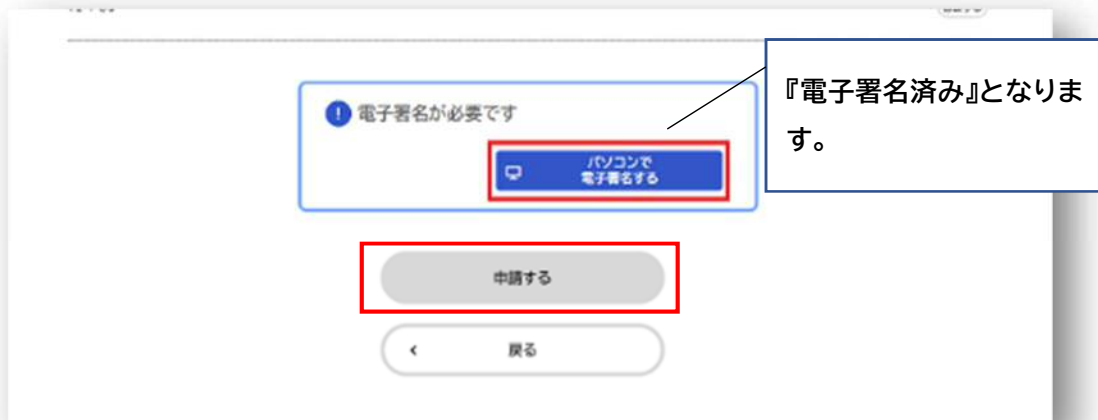 『電子署名済み』となりま
す。
! 電子署名が必要です
パソコンで
電子署名する
申請する
戻る